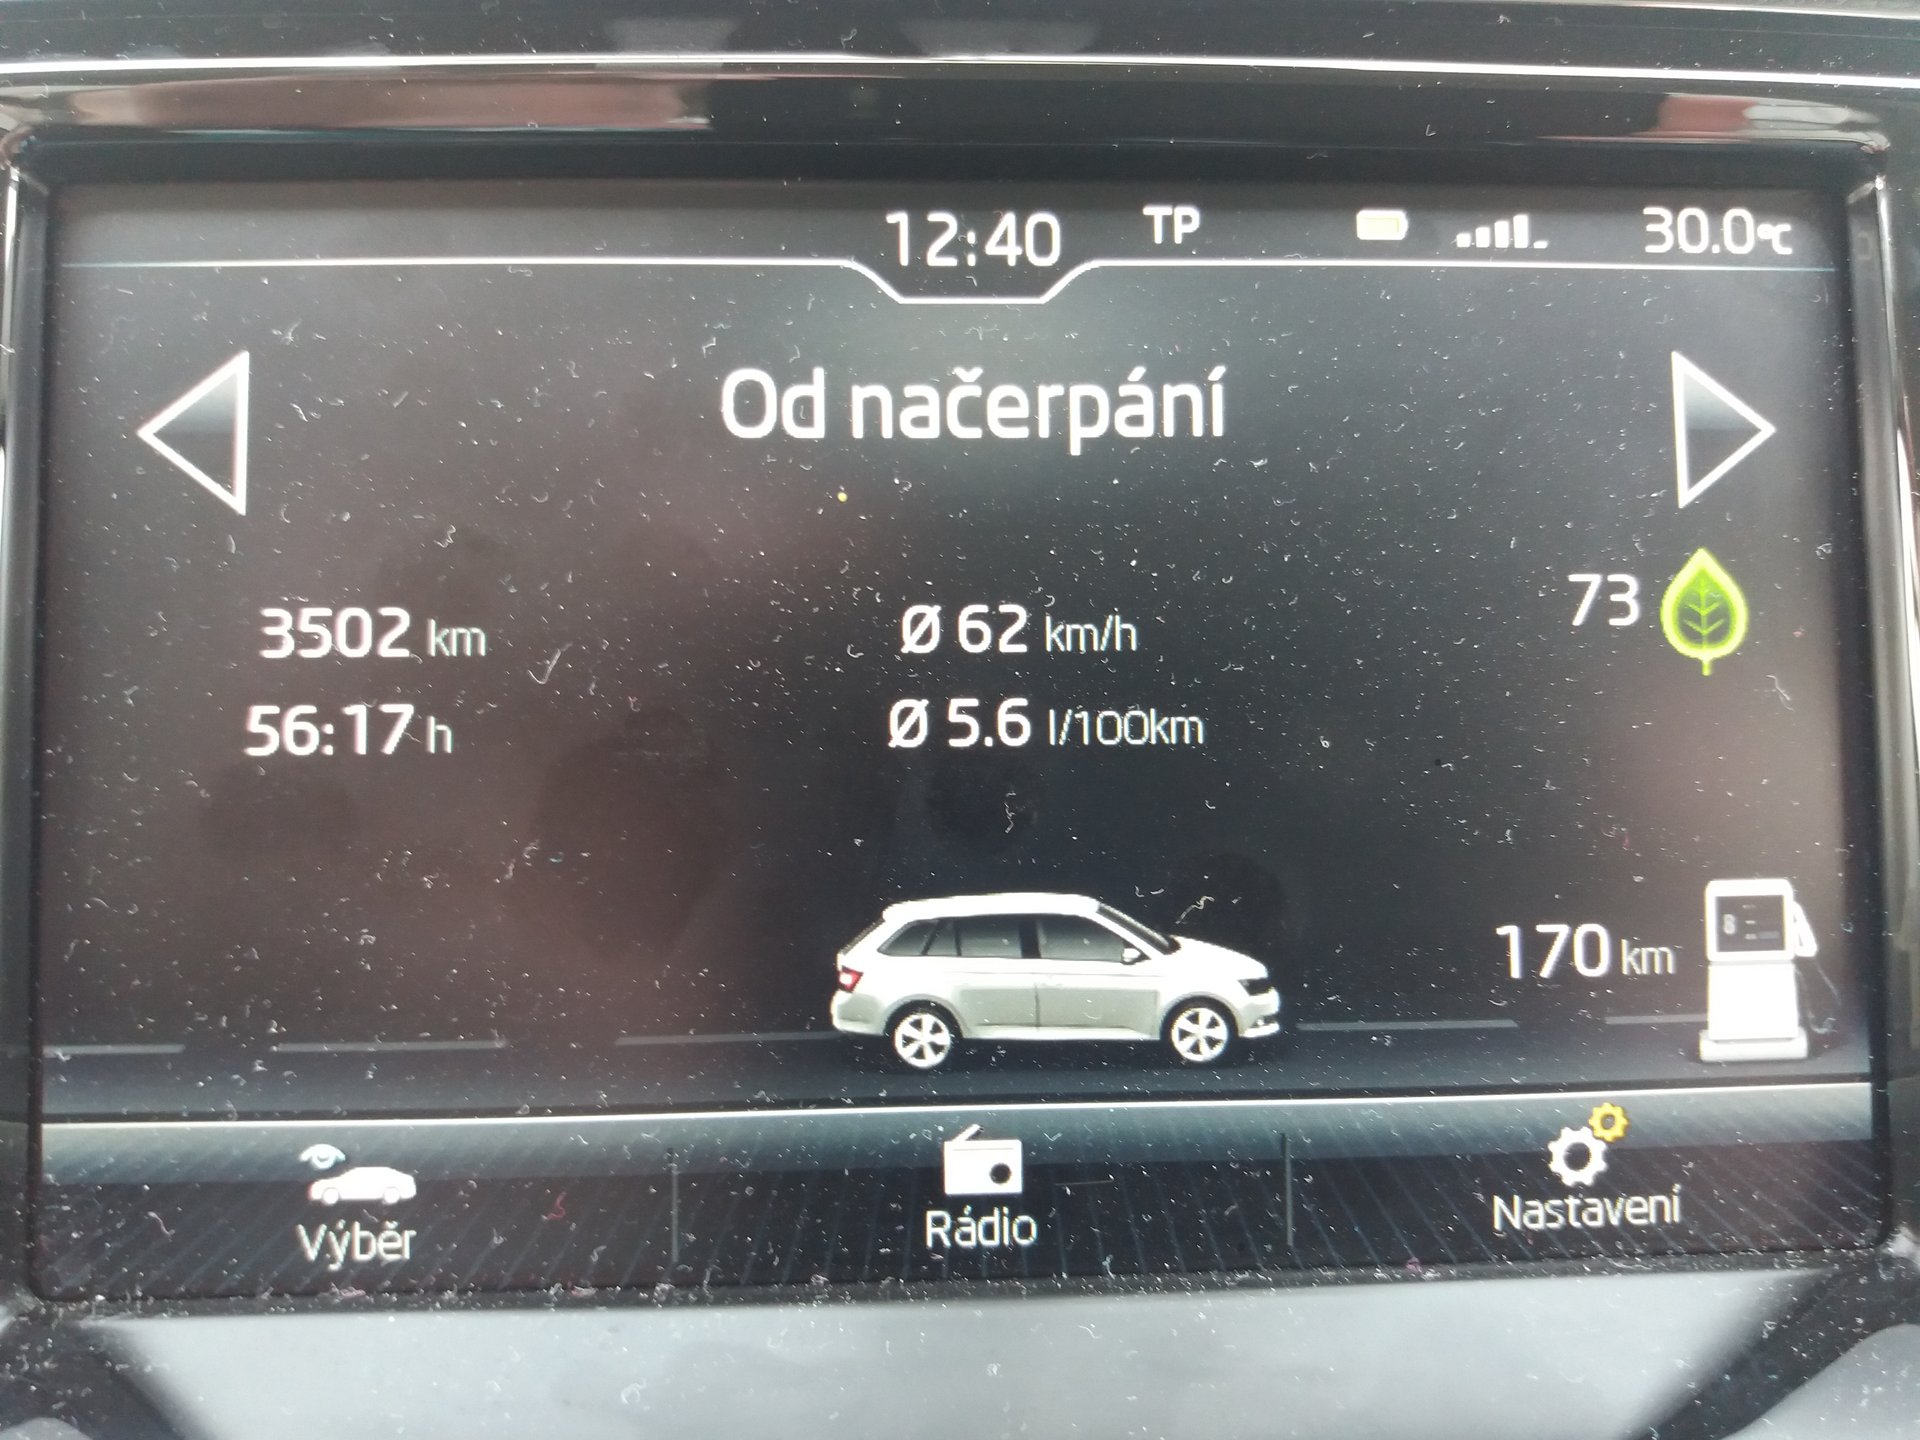 12:40 TP 30.0°C
Od načerpání
3502 km Ø 62 km/h 73
56:17 h Ø 5.6 l/100km
170 km
Výběr Rádio Nastavení